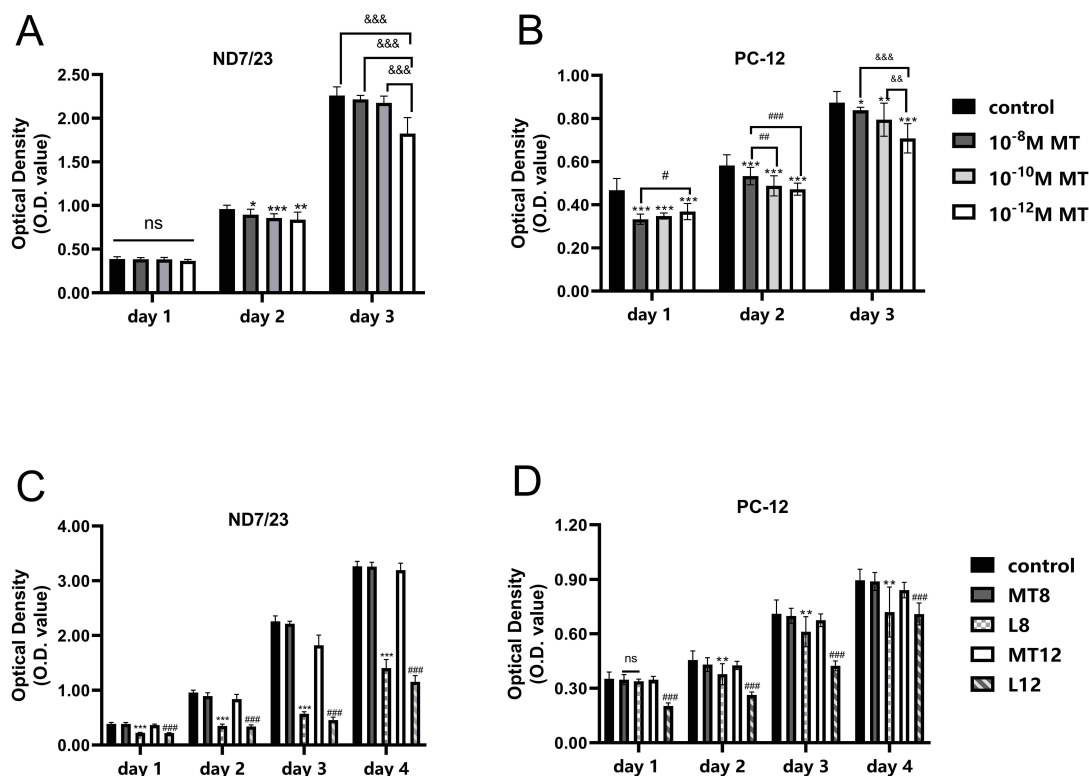 A
ND7/23
&&&
&&&
&&&
Optical Density
(O.D. value)
2.50
2.00
1.50
1.00
0.50
0.00
ns
*
***
**
day 1
day 2
day 3
B
PC-12
&&&
&&
###
##
#
Optical Density
(O.D. value)
1.00
0.80
0.60
0.40
0.20
0.00
*** *** ***
*** *** ***
* ** ***
day 1
day 2
day 3
control
10⁻⁸M MT
10⁻¹⁰M MT
10⁻¹²M MT
C
ND7/23
Optical Density
(O.D. value)
4.00
3.00
2.00
1.00
0.00
*** ###
*** ###
*** ###
*** ###
day 1
day 2
day 3
day 4
D
PC-12
Optical Density
(O.D. value)
1.20
0.90
0.60
0.30
0.00
ns
###
** ###
** ###
** ###
day 1
day 2
day 3
day 4
control
MT8
L8
MT12
L12